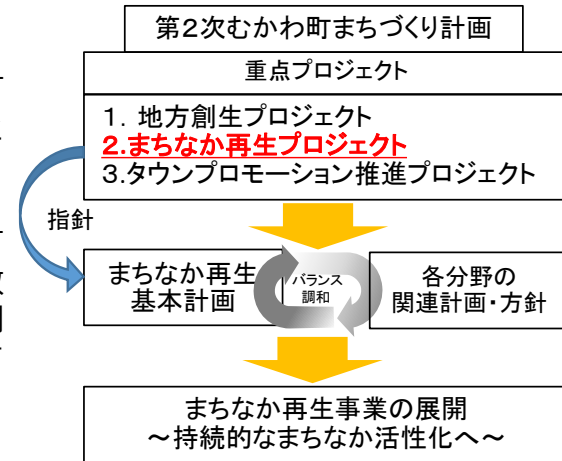 第2次むかわ町まちづくり計画
重点プロジェクト
1. 地方創生プロジェクト
2.まちなか再生プロジェクト
3.タウンプロモーション推進プロジェクト
指針
まちなか再生
基本計画
バランス
調和
各分野の
関連計画・方針
まちなか再生事業の展開
～持続的なまちなか活性化へ～